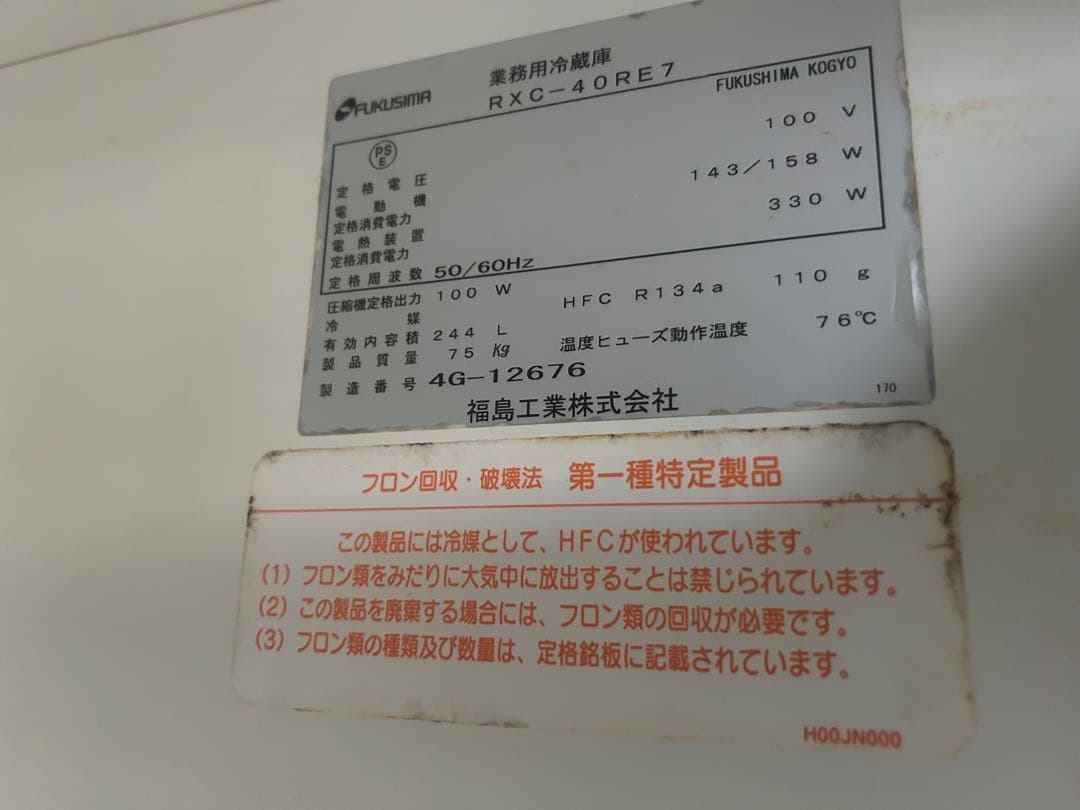 FUKUSIMA 業務用冷蔵庫
RXC-40RE7 FUKUSHIMA KOGYO
PS E
定格電圧 100 V
電動機定格消費電力 143/158 W
電熱装置定格消費電力 330 W
定格周波数 50/60Hz
圧縮機定格出力 100 W
冷媒 HFC R134a 110 g
有効内容積 244 L
製品質量 75 Kg 温度ヒューズ動作温度 76℃
製造番号 4G-12676
福島工業株式会社 170
フロン回収・破壊法 第一種特定製品
この製品には冷媒として、HFCが使われています。
(1) フロン類をみだりに大気中に放出することは禁じられています。
(2) この製品を廃棄する場合には、フロン類の回収が必要です。
(3) フロン類の種類及び数量は、定格銘板に記載されています。
H00JN000